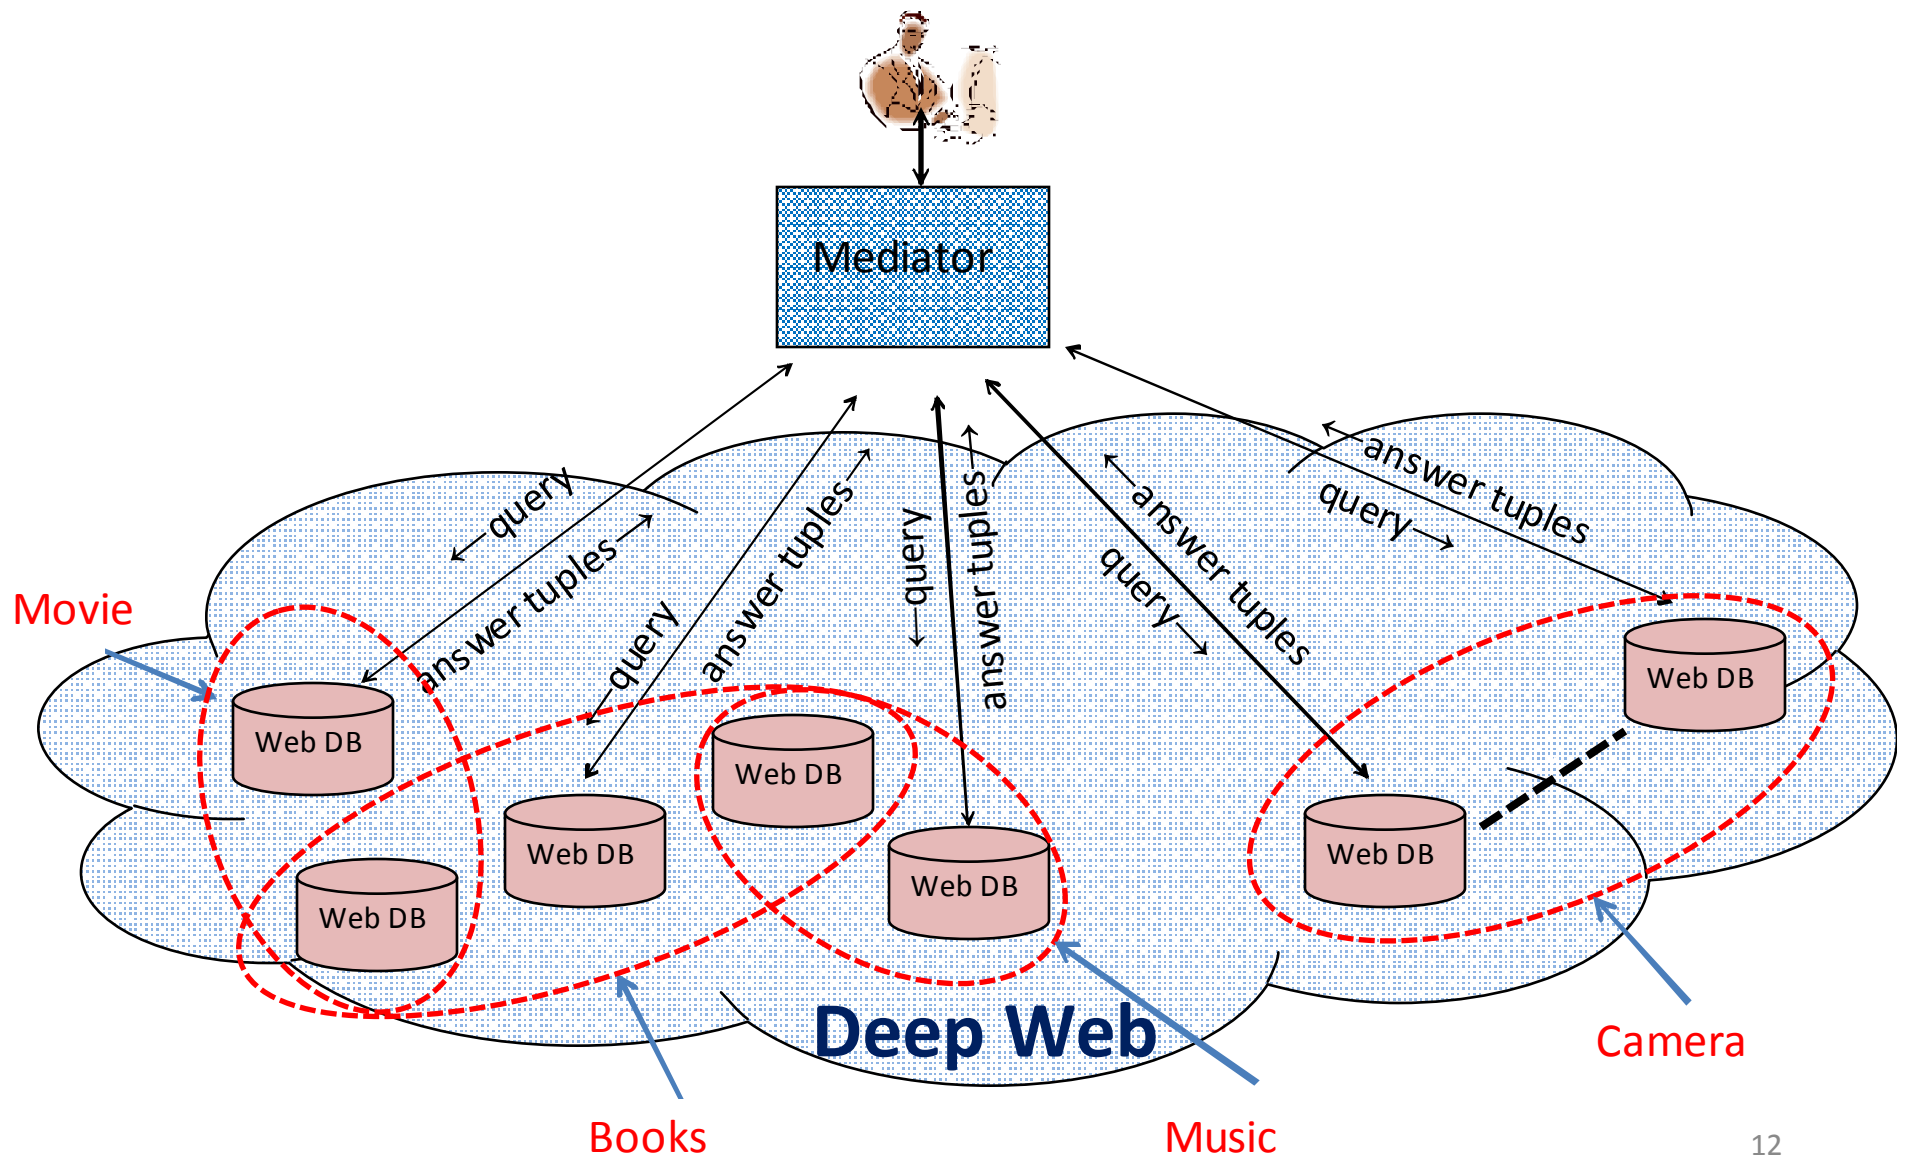 Mediator
←query
answer tuples→
←query
answer tuples→
←query
answer tuples→
←answer tuples
query→
←answer tuples
query→
Movie
Web DB
Web DB
Web DB
Web DB
Web DB
Web DB
Web DB
Deep Web
Camera
Books
Music
12